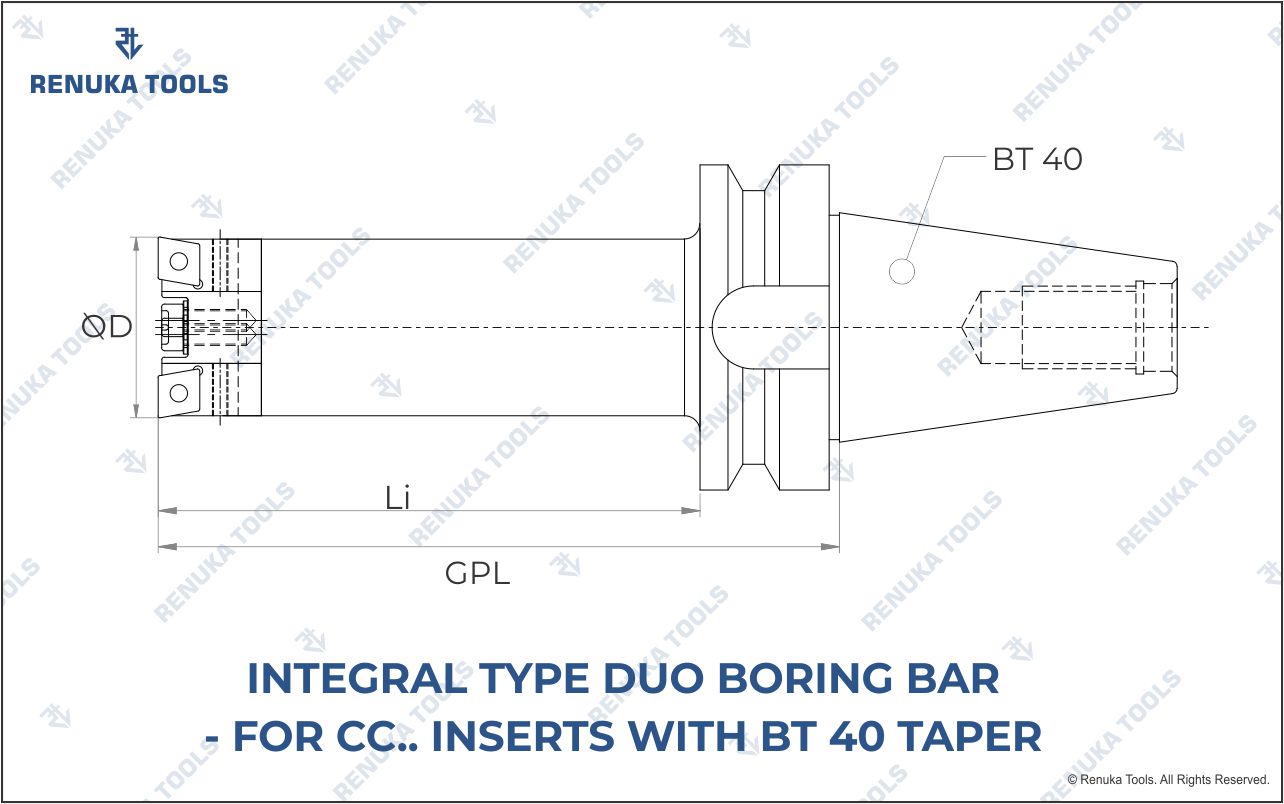 RENUKA TOOLS
BT 40
ØD
Li
GPL
INTEGRAL TYPE DUO BORING BAR
- FOR CC.. INSERTS WITH BT 40 TAPER
© Renuka Tools. All Rights Reserved.